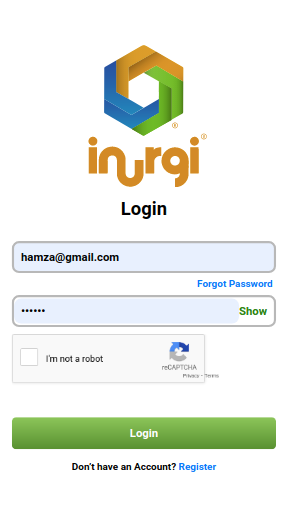 inurgi
Login
hamza@gmail.com
Forgot Password
••••••
Show
I'm not a robot
reCAPTCHA
Privacy - Terms
Login
Don't have an Account? Register